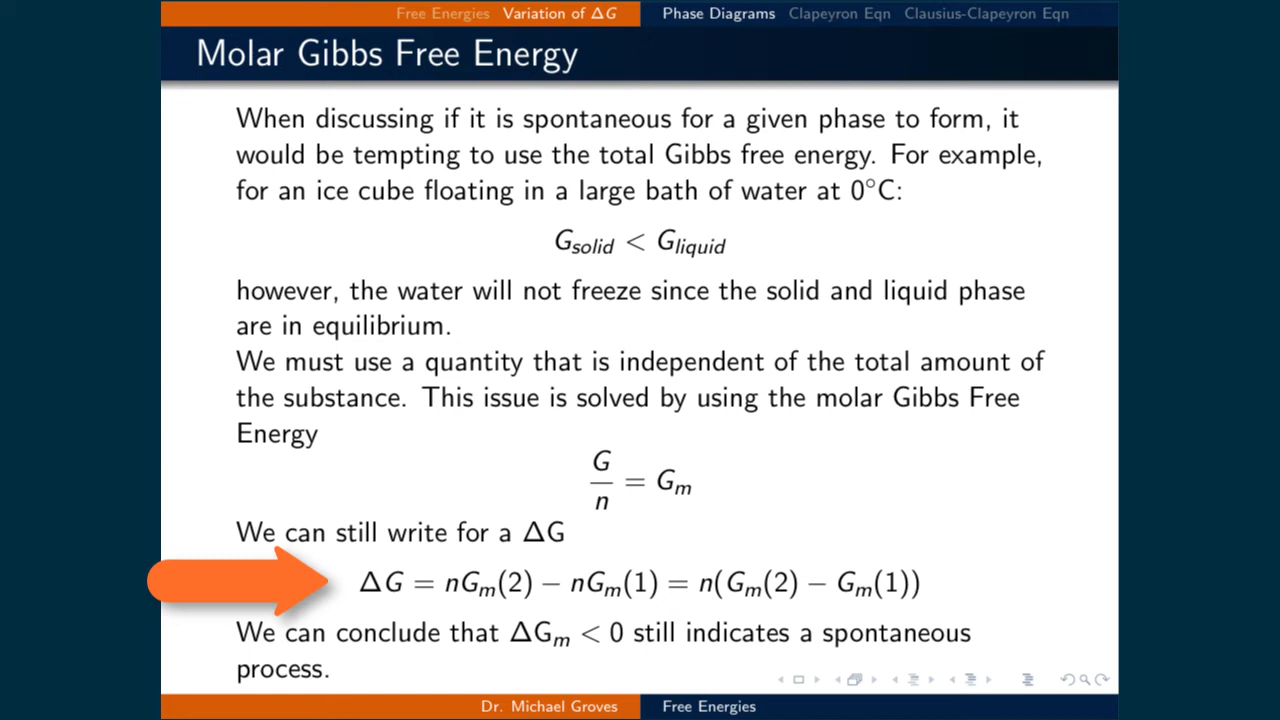 Free Energies Variation of ΔG Phase Diagrams Clapeyron Eqn Clausius-Clapeyron Eqn
Molar Gibbs Free Energy
When discussing if it is spontaneous for a given phase to form, it
would be tempting to use the total Gibbs free energy. For example,
for an ice cube floating in a large bath of water at 0°C:
G_solid < G_liquid
however, the water will not freeze since the solid and liquid phase
are in equilibrium.
We must use a quantity that is independent of the total amount of
the substance. This issue is solved by using the molar Gibbs Free
Energy
G/n = G_m
We can still write for a ΔG
ΔG = nG_m(2) − nG_m(1) = n(G_m(2) − G_m(1))
We can conclude that ΔG_m < 0 still indicates a spontaneous
process.
Dr. Michael Groves Free Energies